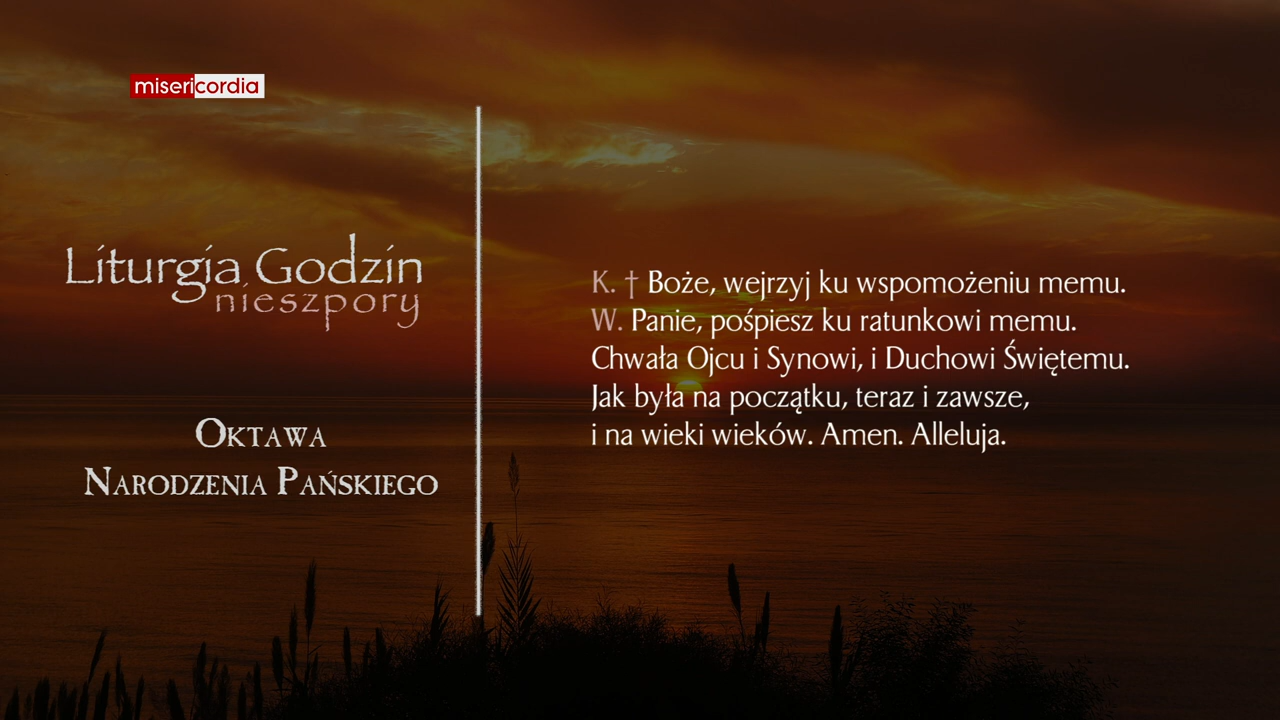 misericordia
Liturgia Godzin
nieszpory
Oktawa
Narodzenia Pańskiego
K. † Boże, wejrzyj ku wspomożeniu memu.
W. Panie, pośpiesz ku ratunkowi memu.
Chwała Ojcu i Synowi, i Duchowi Świętemu.
Jak była na początku, teraz i zawsze,
i na wieki wieków. Amen. Alleluja.